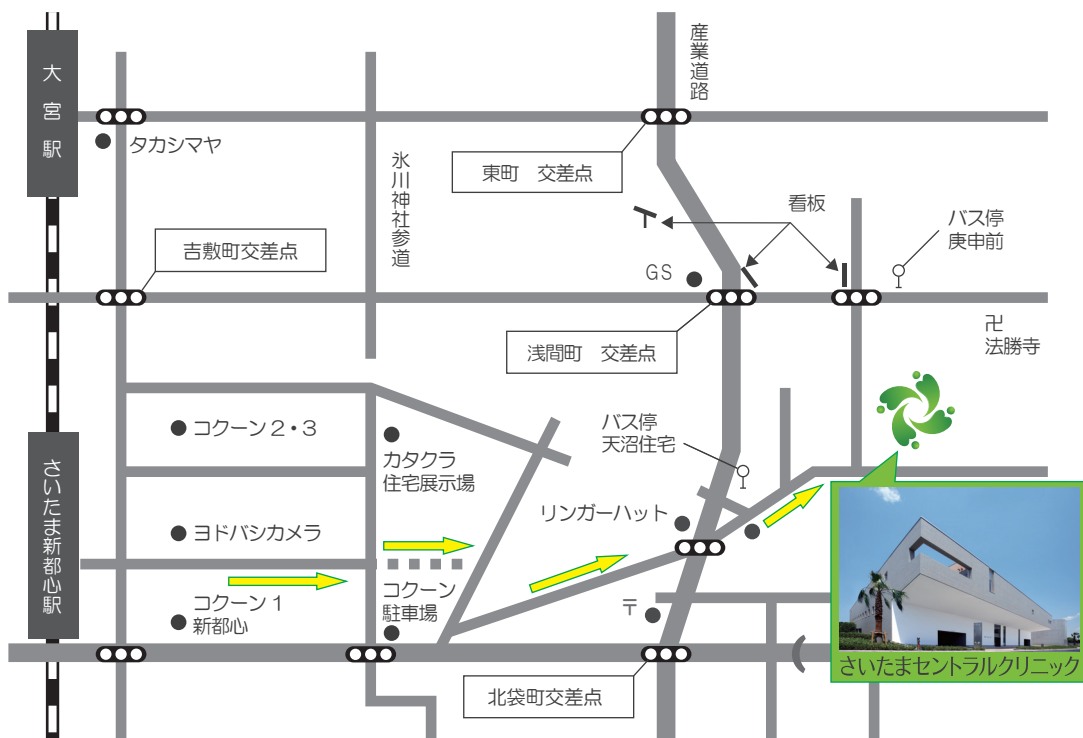 大宮駅
タカシマヤ
氷川神社参道
産業道路
東町　交差点
看板
バス停
庚申前
吉敷町交差点
GS
浅間町　交差点
卍
法勝寺
コクーン２・３
カタクラ
住宅展示場
バス停
天沼住宅
さいたま新都心駅
ヨドバシカメラ
リンガーハット
コクーン１
新都心
コクーン
駐車場
〒
北袋町交差点
さいたまセントラルクリニック